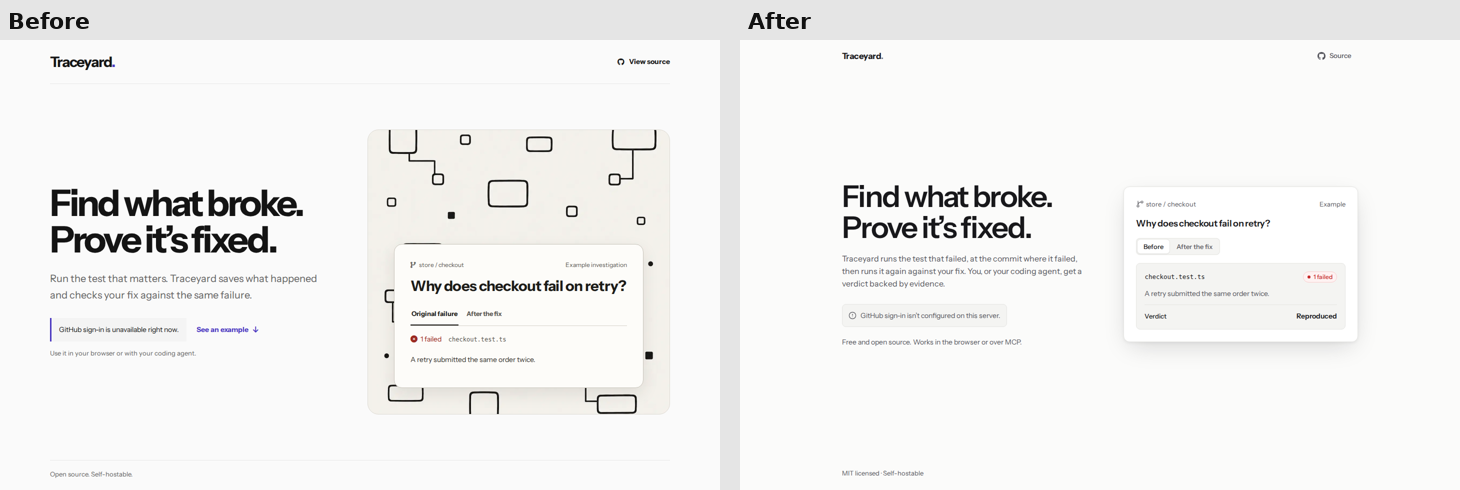 Before
Traceyard.
View source
Find what broke.
Prove it’s fixed.
Run the test that matters. Traceyard saves what happened
and checks your fix against the same failure.
GitHub sign-in is unavailable right now.
See an example ↓
Use it in your browser or with your coding agent.
store / checkout
Example investigation
Why does checkout fail on retry?
Original failure
After the fix
1 failed
checkout.test.ts
A retry submitted the same order twice.
Open source. Self-hostable.
After
Traceyard.
Source
Find what broke.
Prove it’s fixed.
Traceyard runs the test that failed, at the commit where it failed,
then runs it again against your fix. You, or your coding agent, get a
verdict backed by evidence.
GitHub sign-in isn’t configured on this server.
Free and open source. Works in the browser or over MCP.
store / checkout
Example
Why does checkout fail on retry?
Before
After the fix
checkout.test.ts
1 failed
A retry submitted the same order twice.
Verdict
Reproduced
MIT licensed · Self-hostable